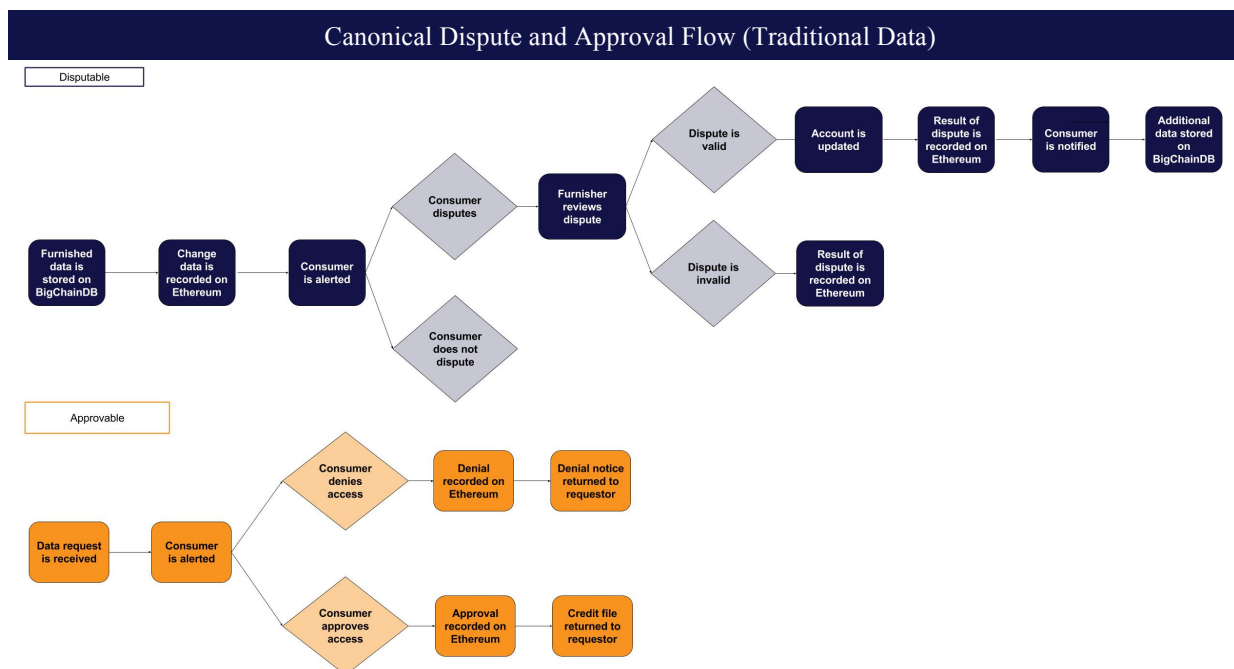 Canonical Dispute and Approval Flow (Traditional Data)
Disputable
Furnished
data is
stored on
BigChainDB
Change
data is
recorded on
Ethereum
Consumer
is alerted
Consumer
disputes
Consumer
does not
dispute
Furnisher
reviews
dispute
Dispute is
valid
Account is
updated
Result of
dispute is
recorded on
Ethereum
Consumer
is notified
Additional
data stored
on
BigChainDB
Dispute is
invalid
Result of
dispute is
recorded on
Ethereum
Approvable
Data request
is received
Consumer
is alerted
Consumer
denies
access
Denial
recorded on
Ethereum
Denial notice
returned to
requestor
Consumer
approves
access
Approval
recorded on
Ethereum
Credit file
returned to
requestor